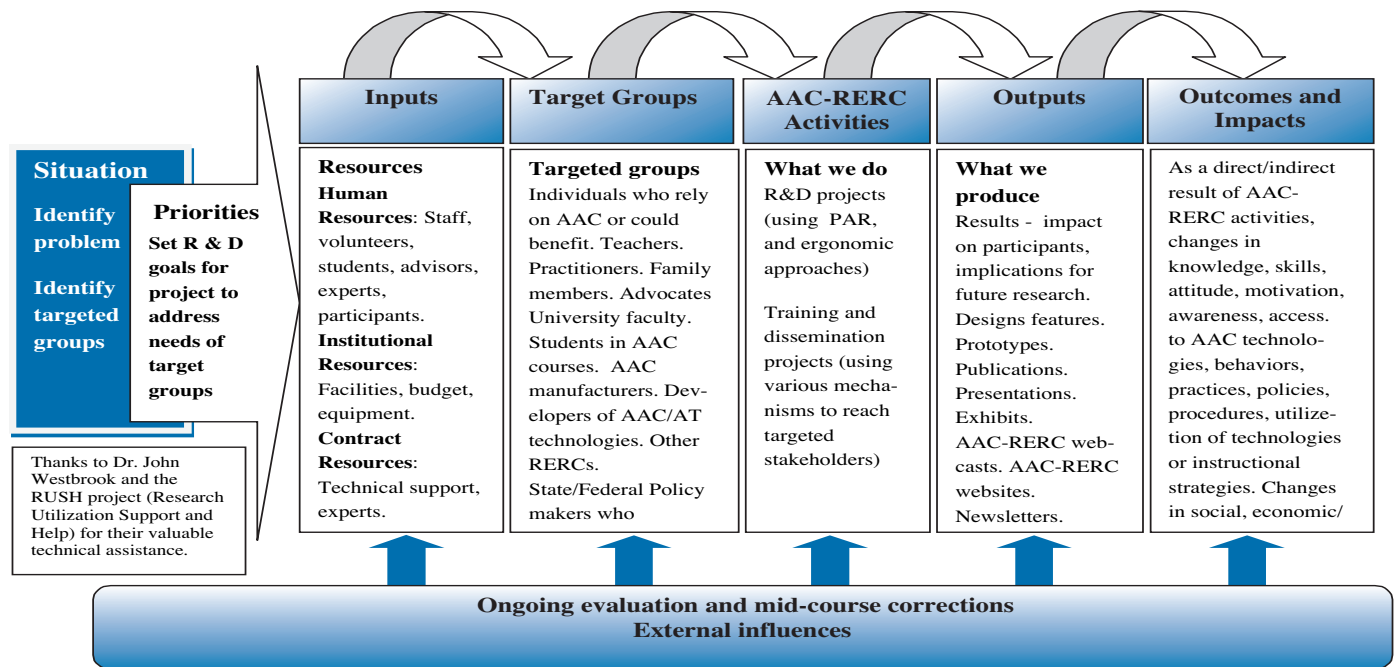 Inputs
Target Groups
AAC-RERC
Activities
Outputs
Outcomes and
Impacts
Situation
Identify
problem
Identify
targeted
groups
Priorities
Set R & D
goals for
project to
address
needs of
target
groups
Resources
Human
Resources: Staff,
volunteers,
students, advisors,
experts,
participants.
Institutional
Resources:
Facilities, budget,
equipment.
Contract
Resources:
Technical support,
experts.
Targeted groups
Individuals who rely
on AAC or could
benefit. Teachers.
Practitioners. Family
members. Advocates
University faculty.
Students in AAC
courses. AAC
manufacturers. Dev-
elopers of AAC/AT
technologies. Other
RERCs.
State/Federal Policy
makers who
What we do
R&D projects
(using PAR,
and ergonomic
approaches)
Training and
dissemination
projects (using
various mecha-
nisms to reach
targeted
stakeholders)
What we
produce
Results - impact
on participants,
implications for
future research.
Designs features.
Prototypes.
Publications.
Presentations.
Exhibits.
AAC-RERC web-
casts. AAC-RERC
websites.
Newsletters.
As a direct/indirect
result of AAC-
RERC activities,
changes in
knowledge, skills,
attitude, motivation,
awareness, access.
to AAC technolo-
gies, behaviors,
practices, policies,
procedures, utilize-
tion of technologies
or instructional
strategies. Changes
in social, economic/
Thanks to Dr. John
Westbrook and the
RUSH project (Research
Utilization Support and
Help) for their valuable
technical assistance.
Ongoing evaluation and mid-course corrections
External influences